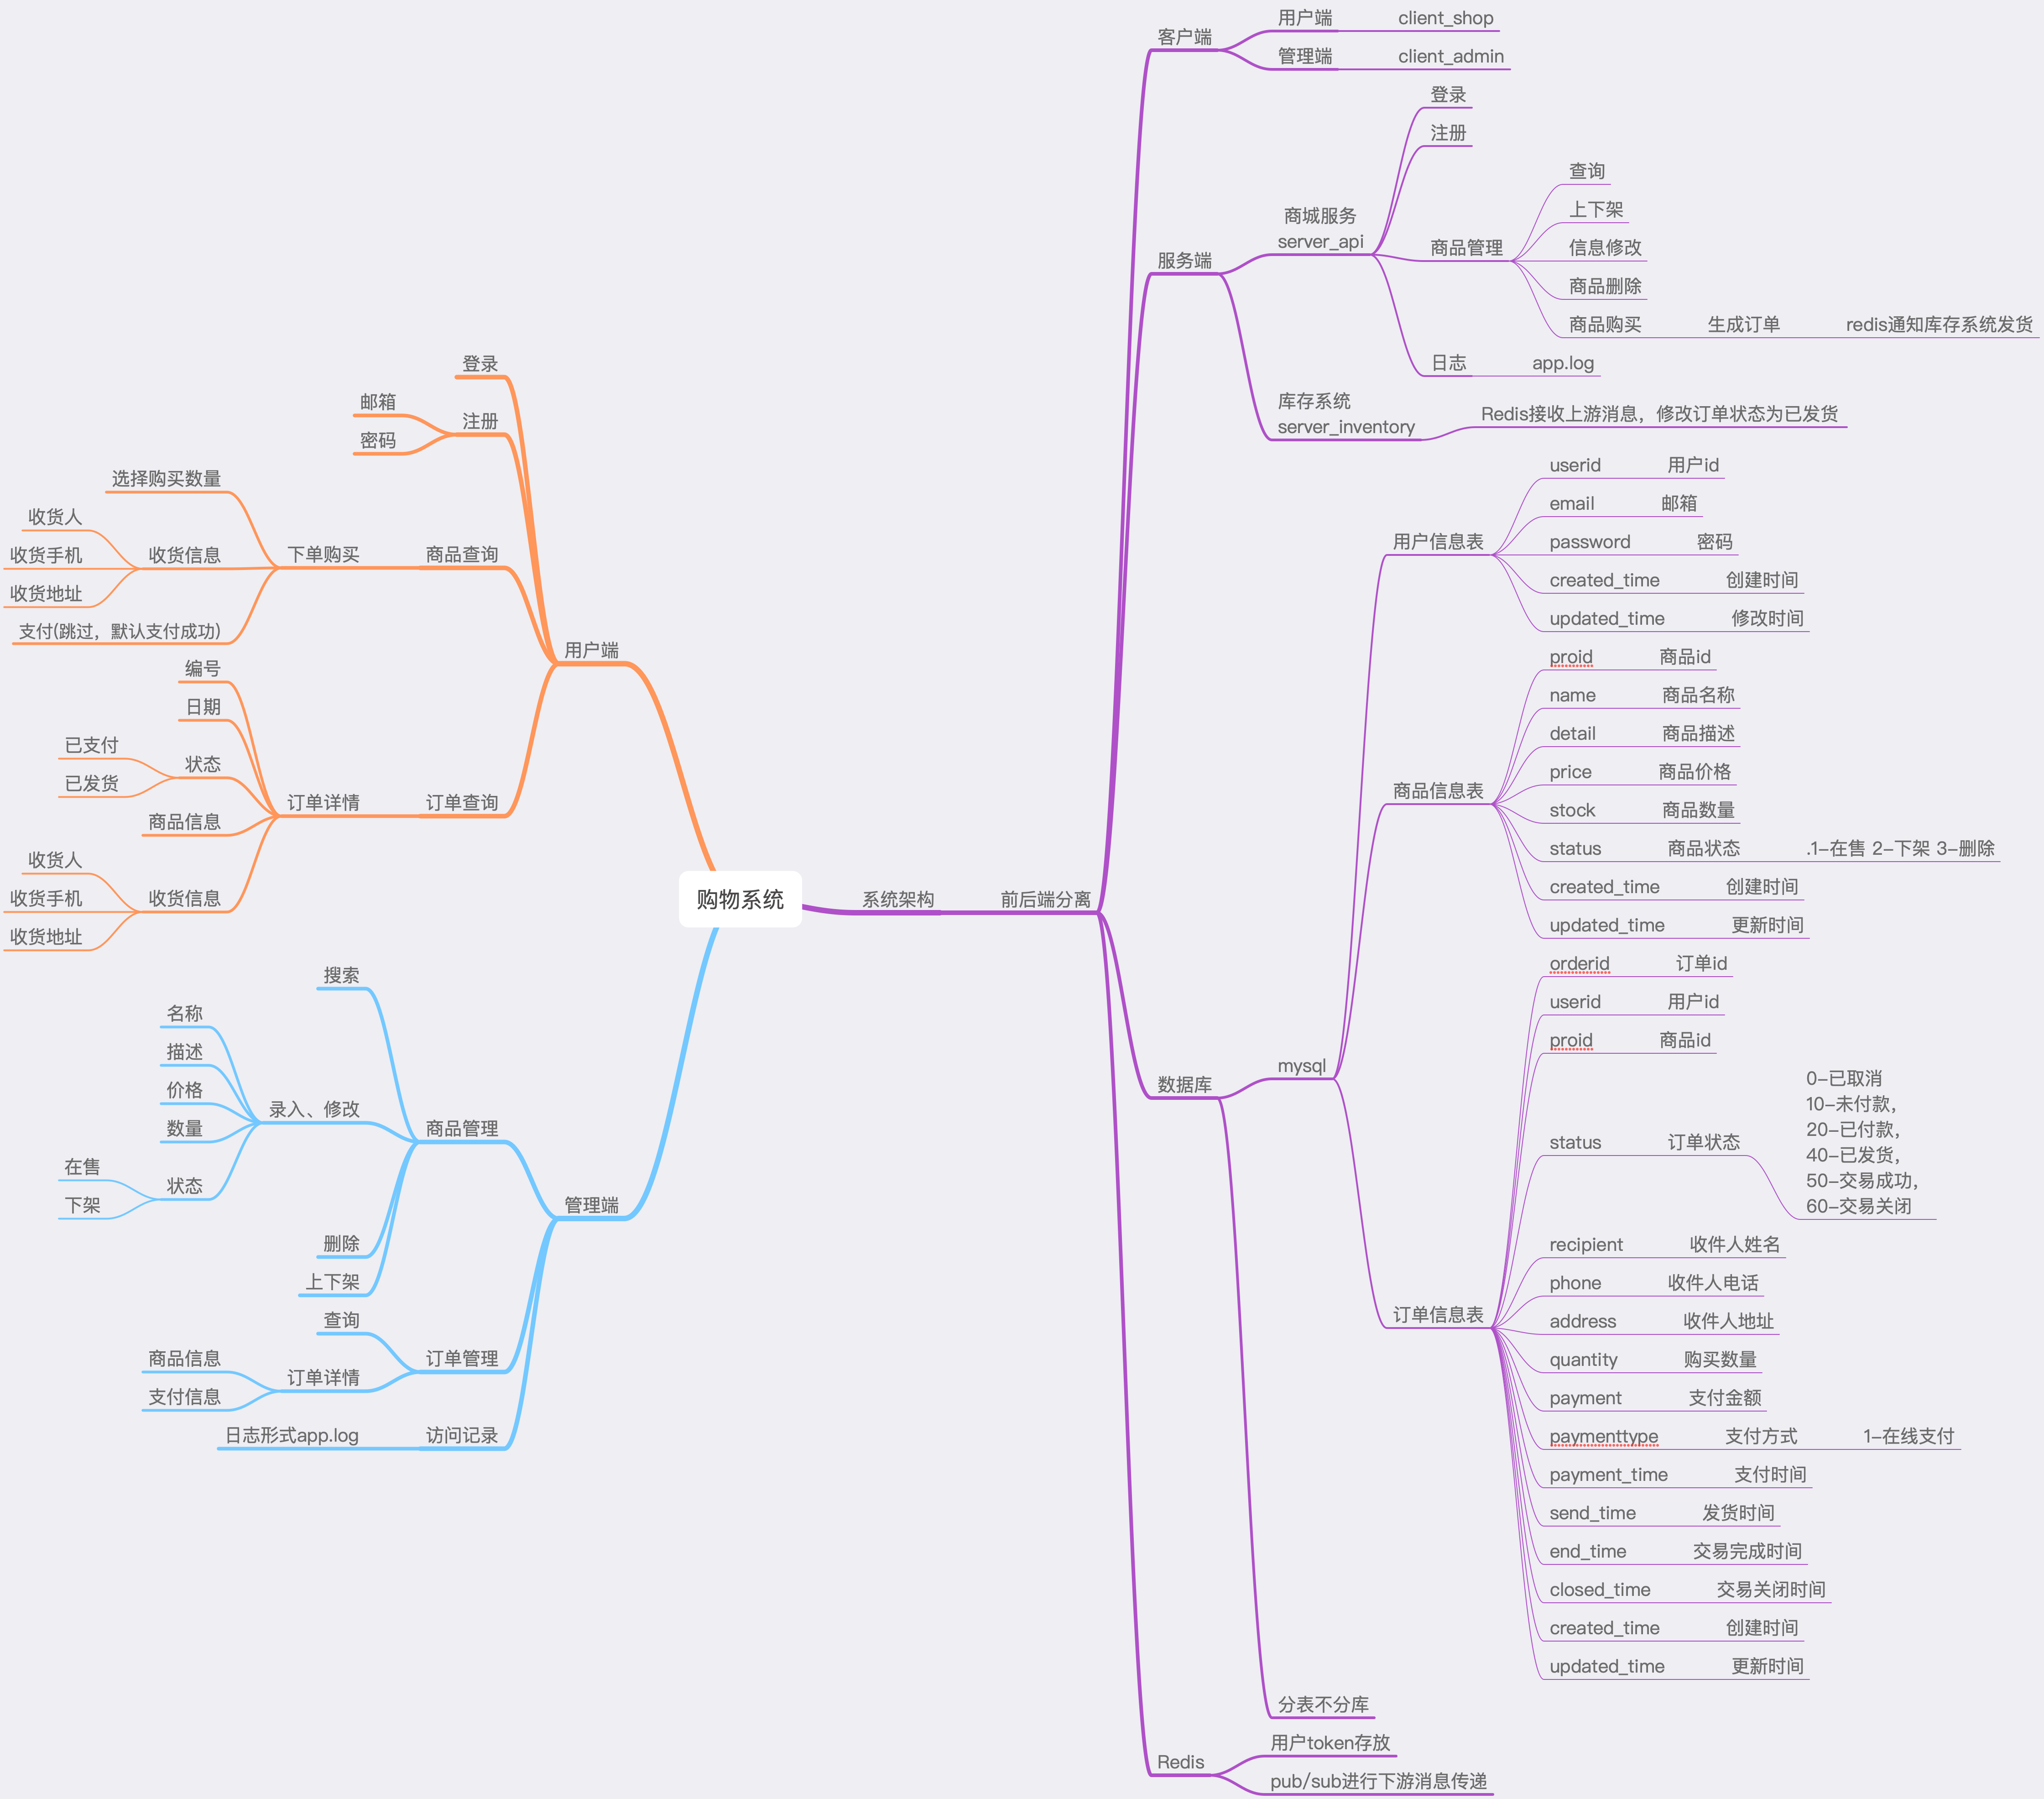 购物系统
用户端
登录
注册
邮箱
密码
商品查询
下单购买
选择购买数量
收货信息
收货人
收货手机
收货地址
支付(跳过，默认支付成功)
订单查询
订单详情
编号
日期
状态
已支付
已发货
商品信息
收货信息
收货人
收货手机
收货地址
管理端
商品管理
搜索
录入、修改
名称
描述
价格
数量
状态
在售
下架
删除
上下架
订单管理
查询
订单详情
商品信息
支付信息
访问记录
日志形式app.log
系统架构
前后端分离
客户端
用户端
client_shop
管理端
client_admin
服务端
商城服务
server_api
登录
注册
商品管理
查询
上下架
信息修改
商品删除
商品购买
生成订单
redis通知库存系统发货
日志
app.log
库存系统
server_inventory
Redis接收上游消息，修改订单状态为已发货
数据库
mysql
用户信息表
userid
用户id
email
邮箱
password
密码
created_time
创建时间
updated_time
修改时间
商品信息表
proid
商品id
name
商品名称
detail
商品描述
price
商品价格
stock
商品数量
status
商品状态
.1-在售 2-下架 3-删除
created_time
创建时间
updated_time
更新时间
订单信息表
orderid
订单id
userid
用户id
proid
商品id
status
订单状态
0-已取消
10-未付款，
20-已付款，
40-已发货，
50-交易成功，
60-交易关闭
recipient
收件人姓名
phone
收件人电话
address
收件人地址
quantity
购买数量
payment
支付金额
paymenttype
支付方式
1-在线支付
payment_time
支付时间
send_time
发货时间
end_time
交易完成时间
closed_time
交易关闭时间
created_time
创建时间
updated_time
更新时间
分表不分库
Redis
用户token存放
pub/sub进行下游消息传递